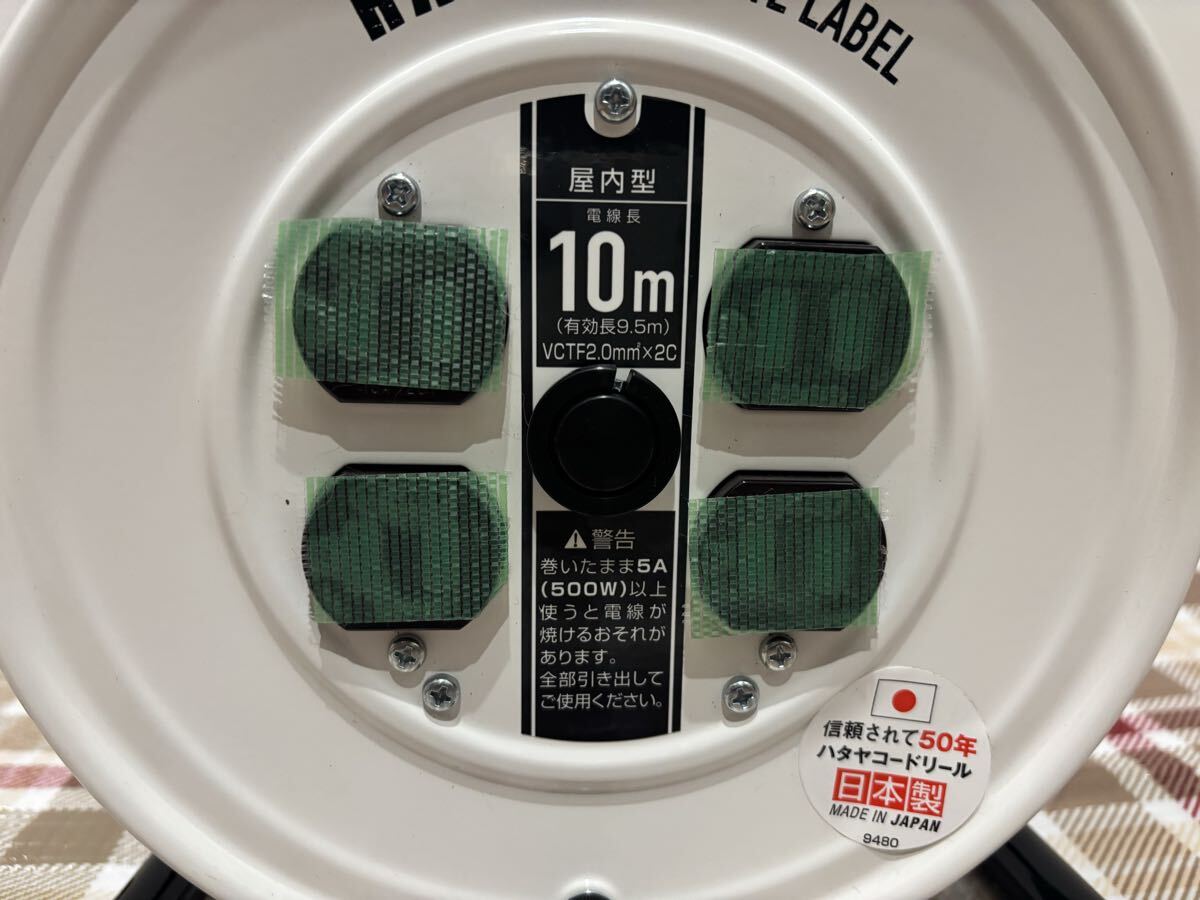 LABEL
屋内型
電線長
10m
(有効長9.5m)
VCTF2.0mm²×2C
⚠警告
巻いたまま5A
(500W)以上
使うと電線が
焼けるおそれが
あります。
全部引き出して
ご使用ください。
信頼されて50年
ハタヤコードリール
日本製
MADE IN JAPAN
9480